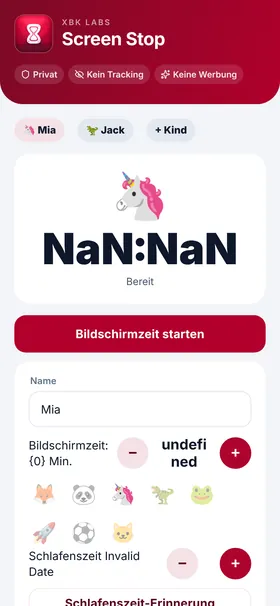 XBK LABS
Screen Stop
Privat
Kein Tracking
Keine Werbung
Mia
Jack
+ Kind
NaN:NaN
Bereit
Bildschirmzeit starten
Name
Mia
Bildschirmzeit:
{0} Min.
−
undefi
ned
+
Schlafenszeit Invalid
Date
−
+
Schlafenszeit-Erinnerung